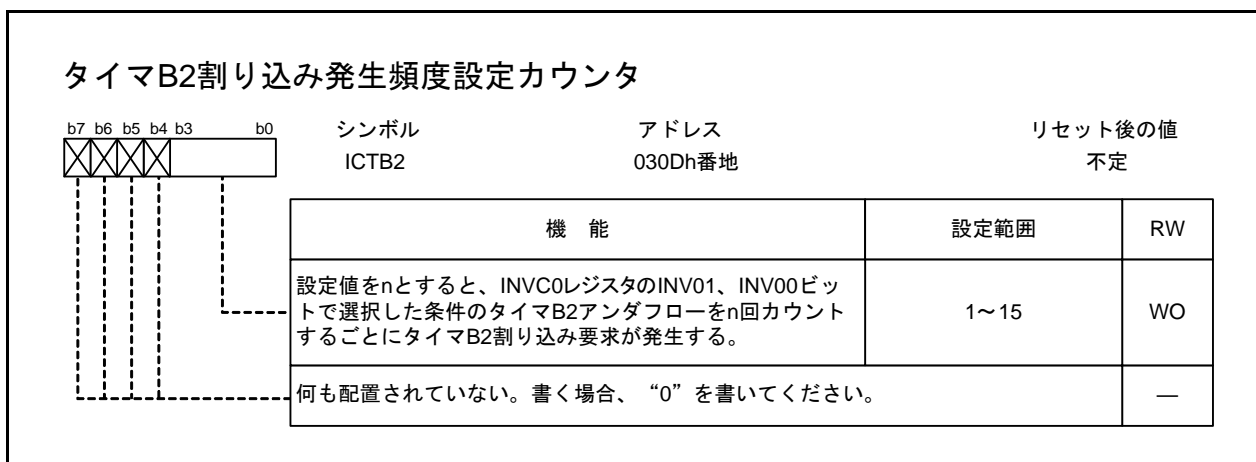 タイマB2割り込み発生頻度設定カウンタ
b7 b6 b5 b4 b3 b0
シンボル アドレス リセット後の値
ICTB2 030Dh番地 不定
機 能 設定範囲 RW
設定値をnとすると、INVC0レジスタのINV01、INV00ビッ
トで選択した条件のタイマB2アンダフローをn回カウント
するごとにタイマB2割り込み要求が発生する。
1～15 WO
何も配置されていない。書く場合、“0”を書いてください。 —